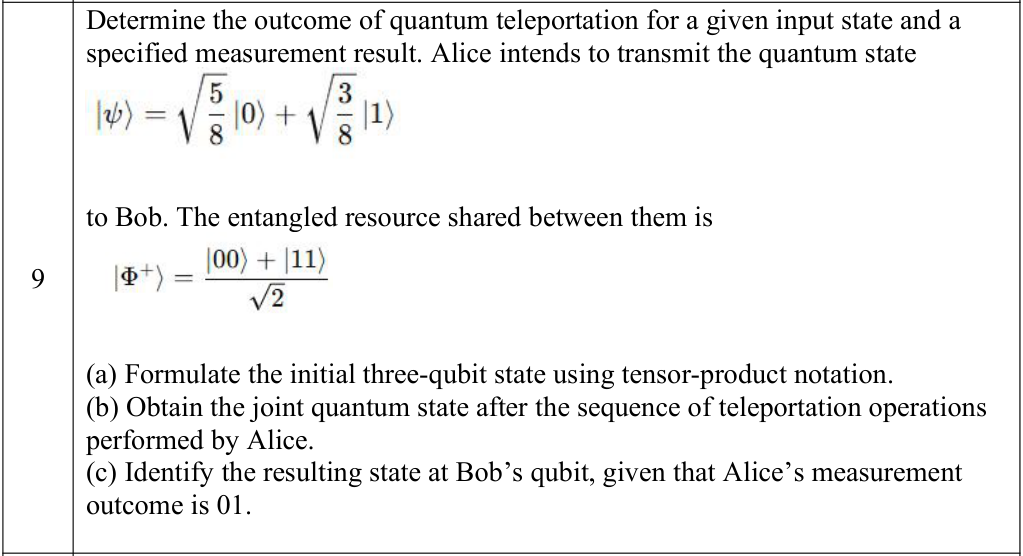 Determine the outcome of quantum teleportation for a given input state and a
specified measurement result. Alice intends to transmit the quantum state
|ψ⟩ = √(5/8) |0⟩ + √(3/8) |1⟩
to Bob. The entangled resource shared between them is
9
|Φ⁺⟩ = (|00⟩ + |11⟩)/√2
(a) Formulate the initial three-qubit state using tensor-product notation.
(b) Obtain the joint quantum state after the sequence of teleportation operations
performed by Alice.
(c) Identify the resulting state at Bob’s qubit, given that Alice’s measurement
outcome is 01.